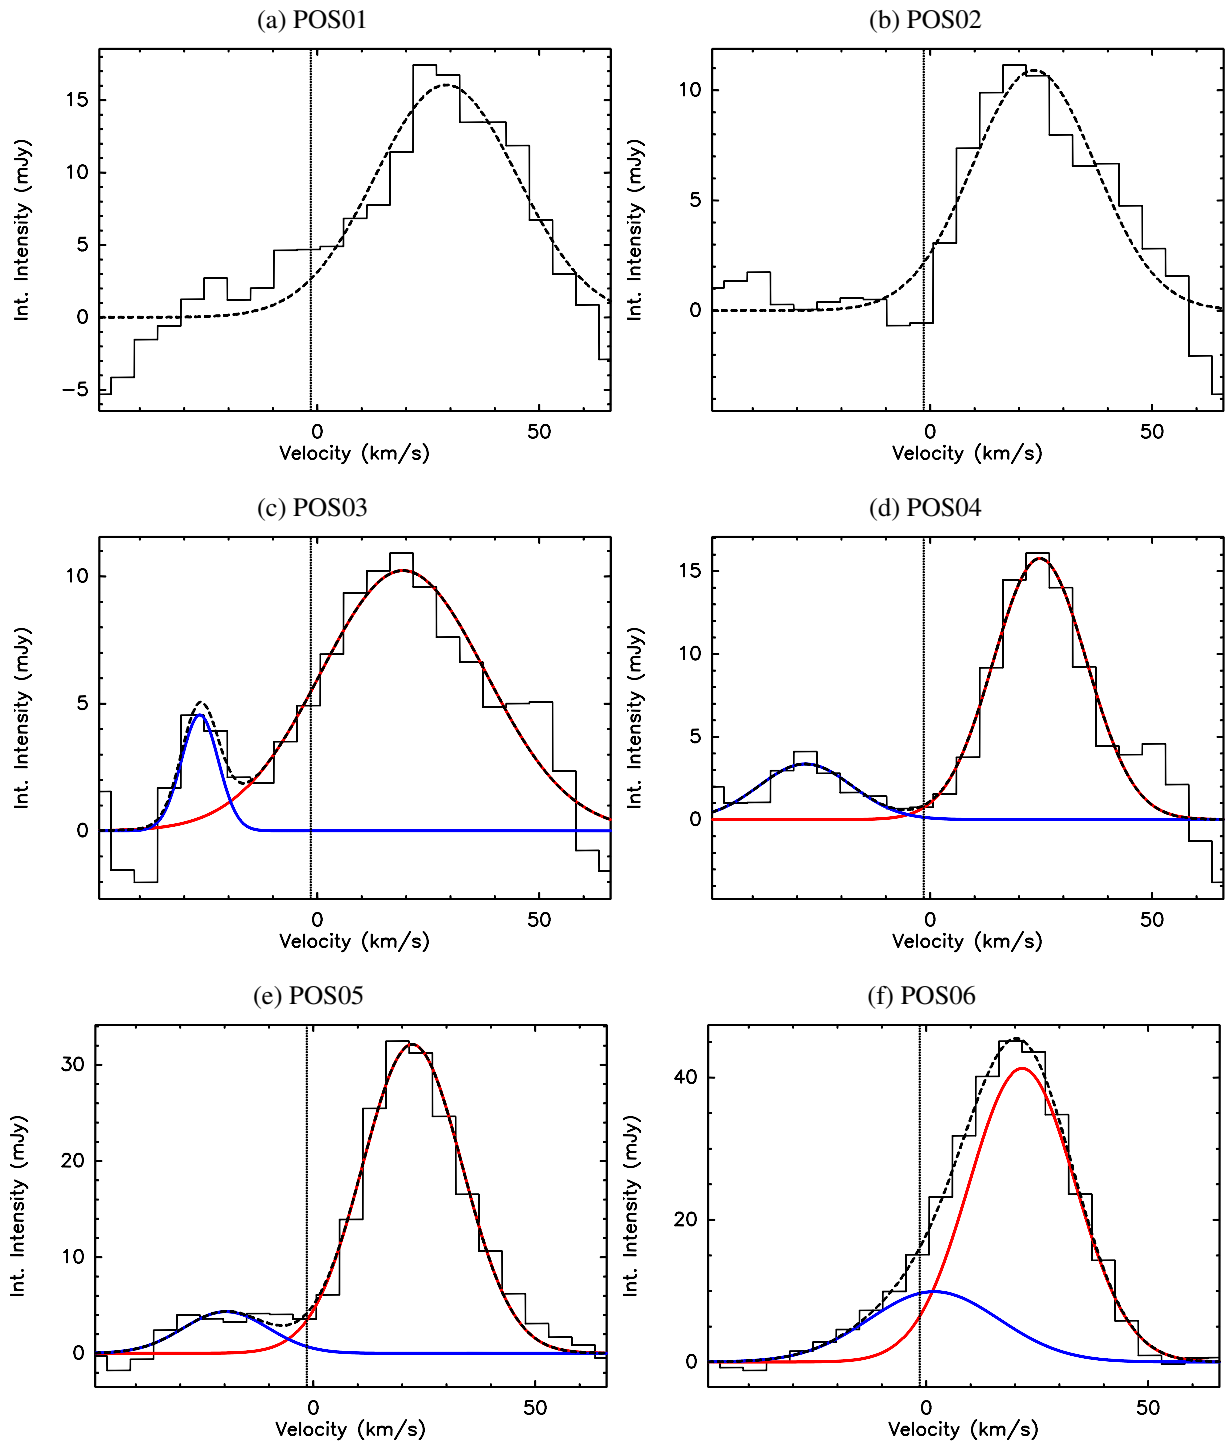 (a) POS01
(b) POS02
15
10
5
0
−5
Int. Intensity (mJy)
0
50
Velocity (km/s)
10
5
0
Int. Intensity (mJy)
0
50
Velocity (km/s)
(c) POS03
(d) POS04
10
5
0
Int. Intensity (mJy)
0
50
Velocity (km/s)
15
10
5
0
Int. Intensity (mJy)
0
50
Velocity (km/s)
(e) POS05
(f) POS06
30
20
10
0
Int. Intensity (mJy)
0
50
Velocity (km/s)
40
20
0
Int. Intensity (mJy)
0
50
Velocity (km/s)